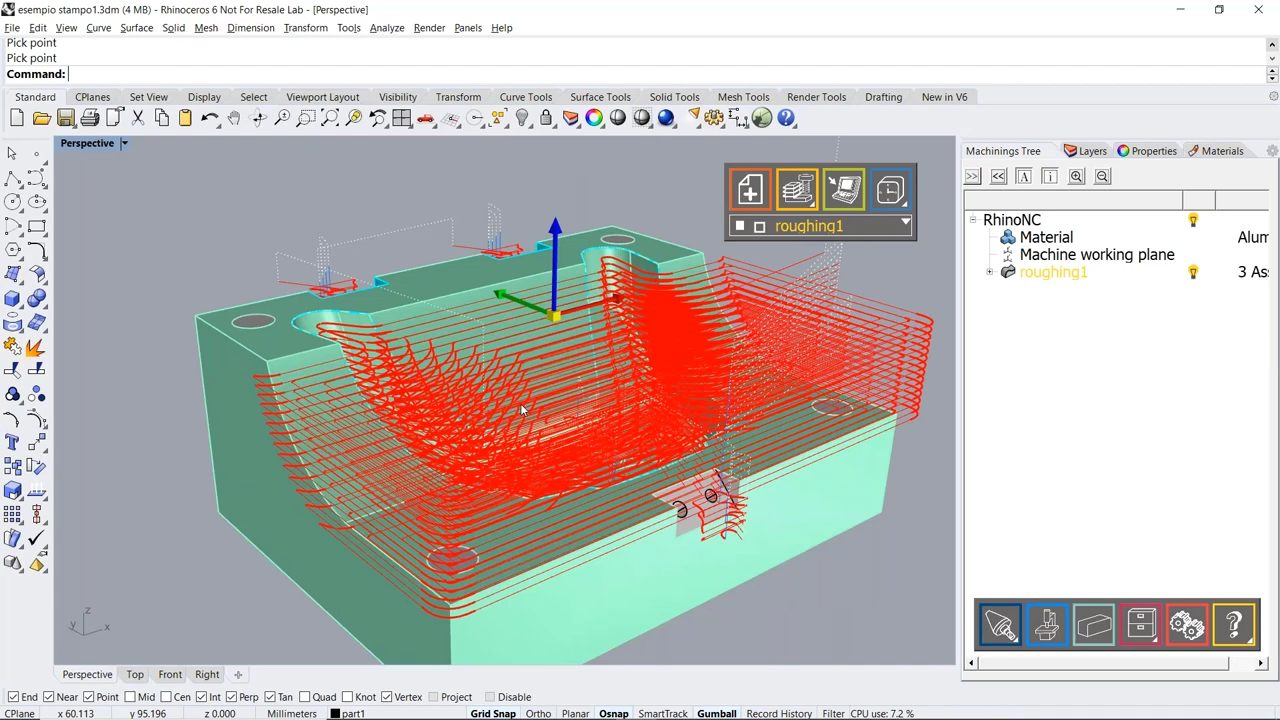 esempio stampo1.3dm (4 MB) - Rhinoceros 6 Not For Resale Lab - [Perspective]
File Edit View Curve Surface Solid Mesh Dimension Transform Tools Analyze Render Panels Help
Pick point
Pick point
Command:
Standard CPlanes Set View Display Select Viewport Layout Visibility Transform Curve Tools Surface Tools Solid Tools Mesh Tools Render Tools Drafting New in V6
Perspective
roughing1
Machinings Tree Layers Properties Materials
>> << A i
RhinoNC
Material Alum
Machine working plane
roughing1 3 As
z
y x
?
Perspective Top Front Right
End Near Point Mid Cen Int Perp Tan Quad Knot Vertex Project Disable
CPlane x 60.113 y 95.196 z 0.000 Millimeters part1 Grid Snap Ortho Planar Osnap SmartTrack Gumball Record History Filter CPU use: 7.2 %